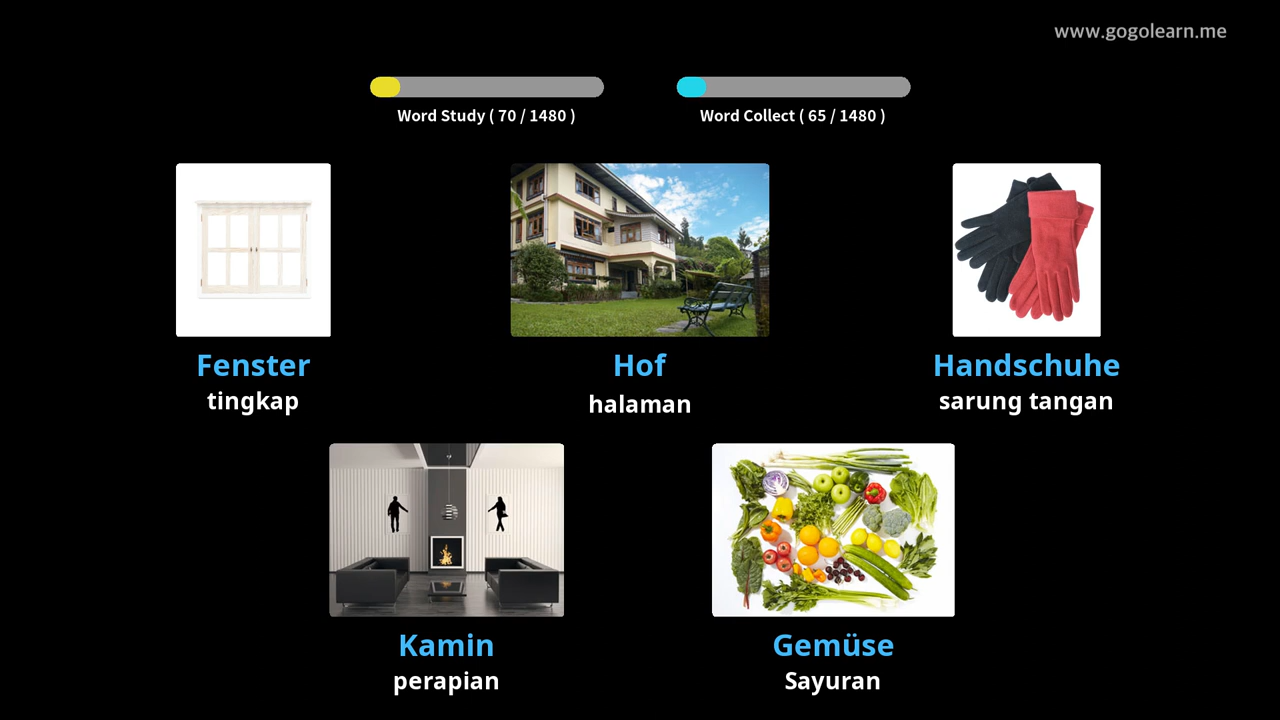 www.gogolearn.me
Word Study ( 70 / 1480 )
Word Collect ( 65 / 1480 )
Fenster
tingkap
Hof
halaman
Handschuhe
sarung tangan
Kamin
perapian
Gemüse
Sayuran